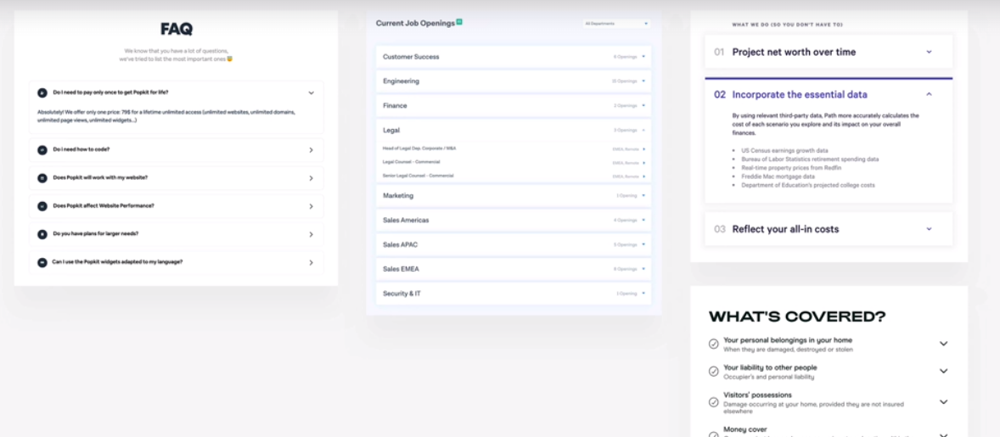 FAQ
We know that you have a lot of questions,
we've tried to list the most important ones 😇
Do I need to pay only once to get Popkit for life?
Absolutely! We offer only one price: 79$ for a lifetime unlimited access (unlimited websites, unlimited domains,
unlimited page views, unlimited widgets...)
Do i need how to code?
Does Popkit will work with my website?
Does Popkit affect Website Performance?
Do you have plans for larger needs?
Can I use the Popkit widgets adapted to my language?
Current Job Openings
All Departments
Customer Success
Openings
Engineering
Openings
Finance
Openings
Legal
3 Openings
Head of Legal Dep. Corporate / M&A
EMEA, Remote
Legal Counsel - Commercial
EMEA, Remote
Senior Legal Counsel - Commercial
EMEA, Remote
Marketing
1 Opening
Sales Americas
Openings
Sales APAC
Openings
Sales EMEA
Openings
Security & IT
1 Opening
WHAT WE DO (SO YOU DON'T HAVE TO)
01 Project net worth over time
02 Incorporate the essential data
By using relevant third-party data, Path more accurately calculates the
cost of each scenario you explore and its impact on your overall
finances.
• US Census earnings growth data
• Bureau of Labor Statistics retirement spending data
• Real-time property prices from Redfin
• Freddie Mac mortgage data
• Department of Education's projected college costs
03 Reflect your all-in costs
WHAT'S COVERED?
Your personal belongings in your home
When they are damaged, destroyed or stolen
Your liability to other people
Occupier's and personal liability
Visitors' possessions
Damage occurring at your home, provided they are not insured
elsewhere
Money cover